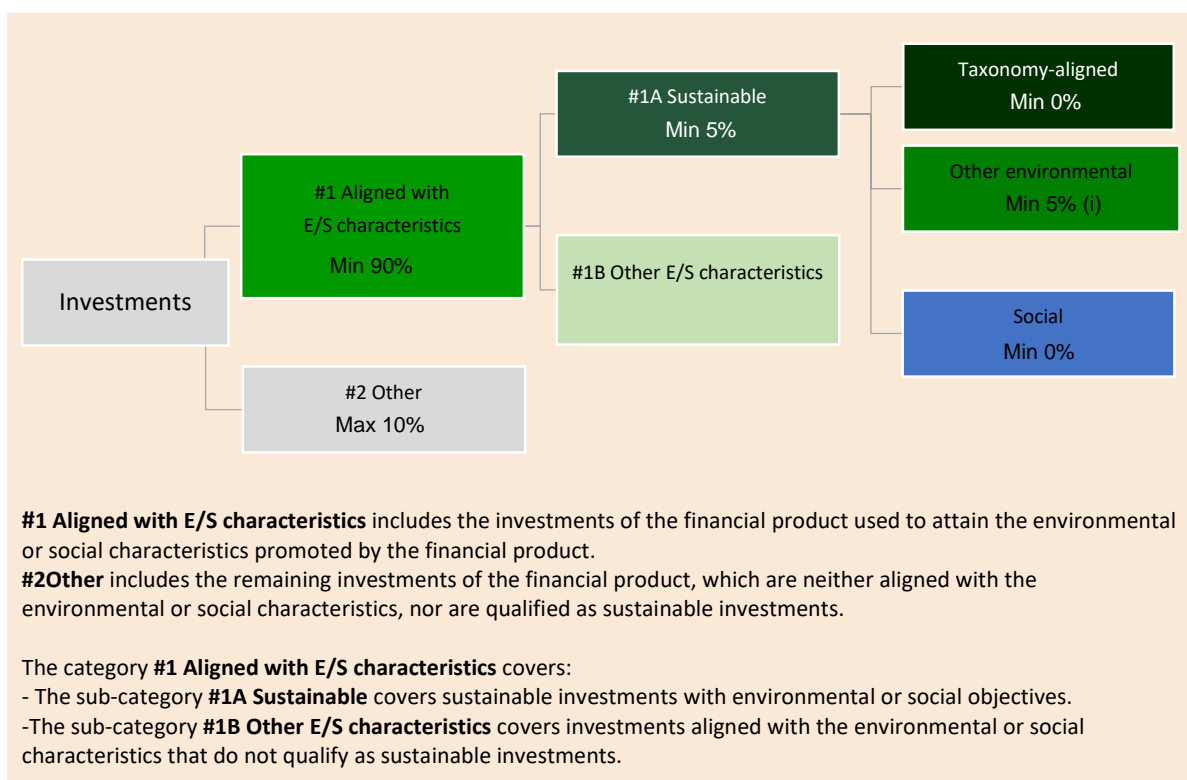 Investments
#1 Aligned with
E/S characteristics
Min 90%
#2 Other
Max 10%
#1A Sustainable
Min 5%
#1B Other E/S characteristics
Taxonomy-aligned
Min 0%
Other environmental
Min 5% (i)
Social
Min 0%
#1 Aligned with E/S characteristics includes the investments of the financial product used to attain the environmental
or social characteristics promoted by the financial product.
#2Other includes the remaining investments of the financial product, which are neither aligned with the
environmental or social characteristics, nor are qualified as sustainable investments.
The category #1 Aligned with E/S characteristics covers:
- The sub-category #1A Sustainable covers sustainable investments with environmental or social objectives.
-The sub-category #1B Other E/S characteristics covers investments aligned with the environmental or social
characteristics that do not qualify as sustainable investments.